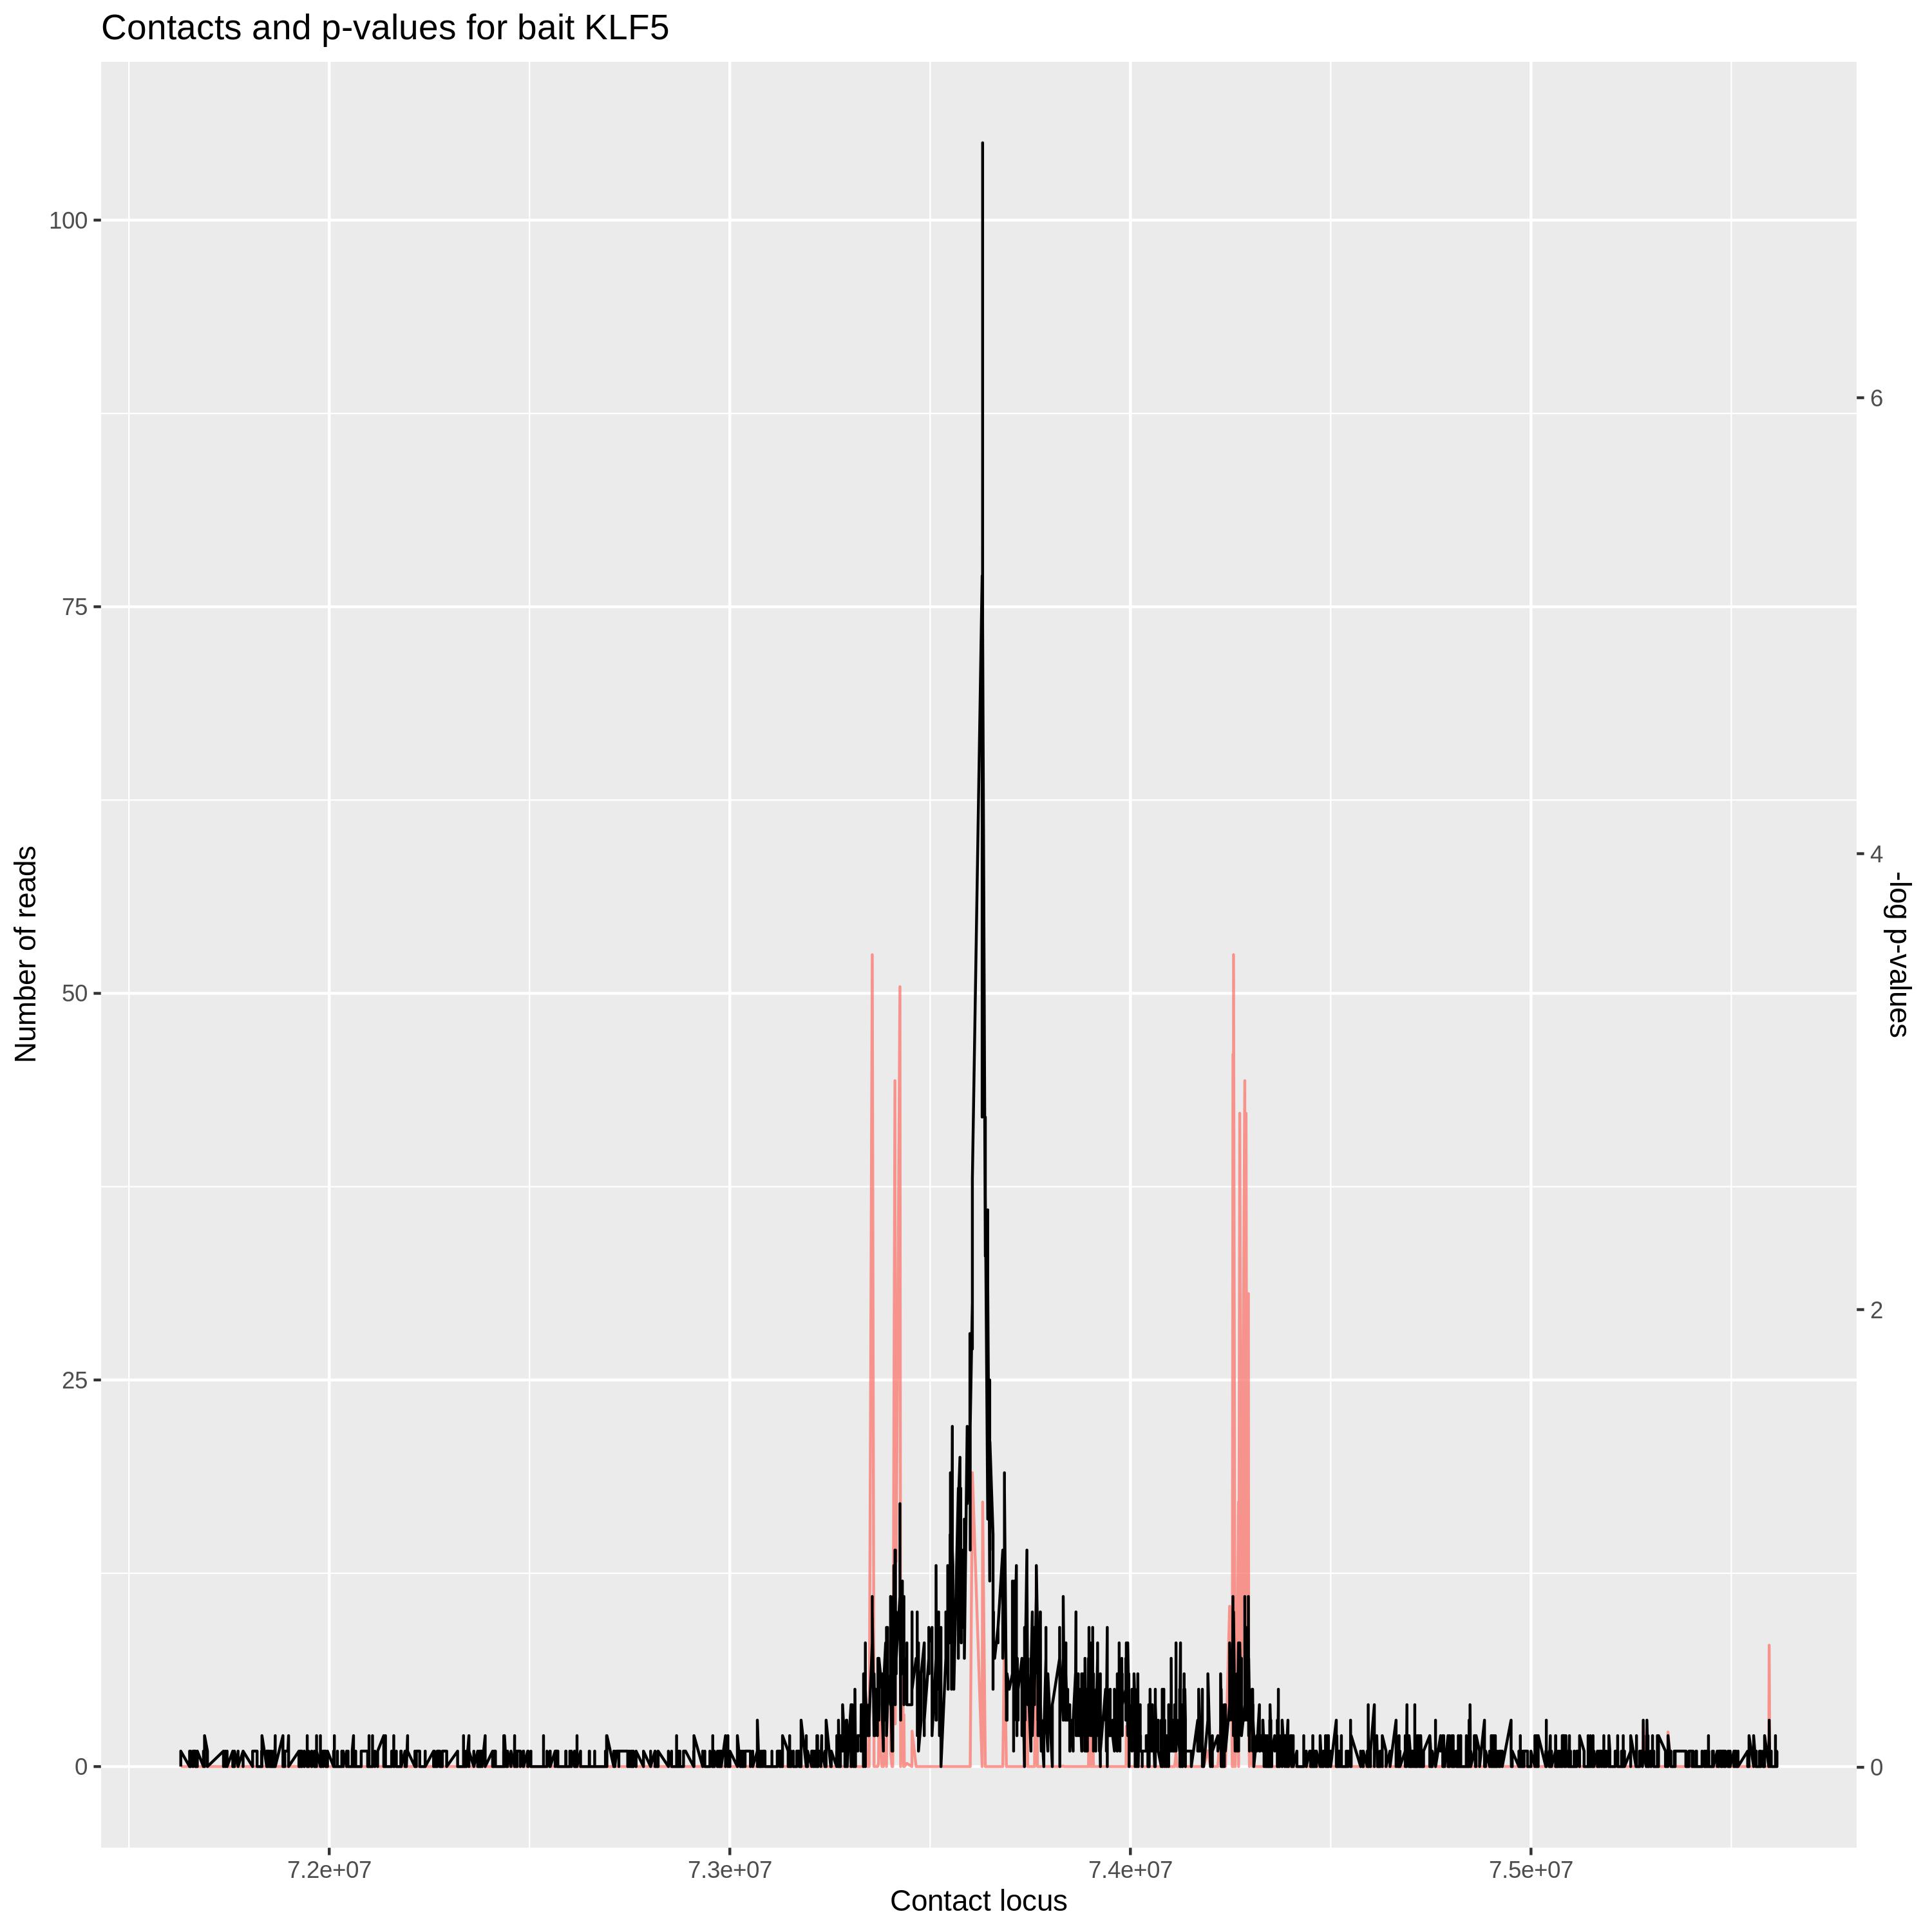 Contacts and p-values for bait KLF5
100
75
50
25
0
Number of reads
6
4
2
0
-log p-values
7.2e+07
7.3e+07
7.4e+07
7.5e+07
Contact locus